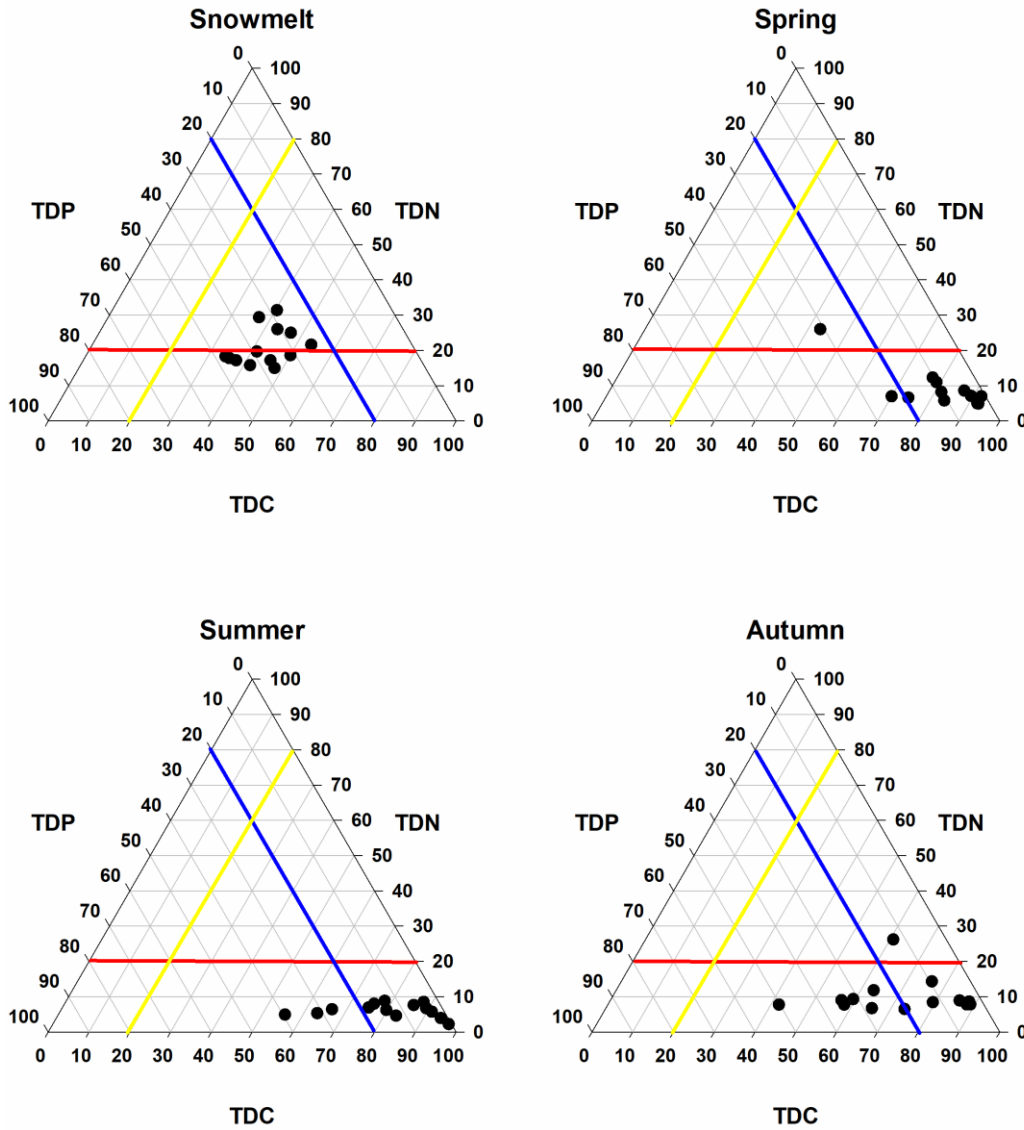 Snowmelt Spring
0 100 0 100
10 90 10 90
20 80 20 80
30 70 30 70
40 60 40 60
TDP TDN TDP TDN
50 50 50 50
60 40 60 40
70 30 70 30
80 20 80 20
90 10 90 10
100 0 100 0
0 10 20 30 40 50 60 70 80 90 100 0 10 20 30 40 50 60 70 80 90 100
TDC TDC
Summer Autumn
0 100 0 100
10 90 10 90
20 80 20 80
30 70 30 70
40 60 40 60
TDP TDN TDP TDN
50 50 50 50
60 40 60 40
70 30 70 30
80 20 80 20
90 10 90 10
100 0 100 0
0 10 20 30 40 50 60 70 80 90 100 0 10 20 30 40 50 60 70 80 90 100
TDC TDC